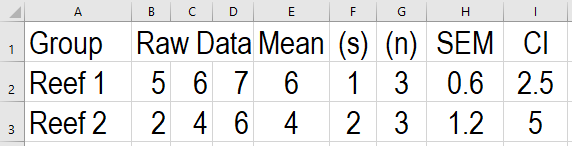 A B C D E F G H I
1 Group Raw Data Mean (s) (n) SEM CI
2 Reef 1 5 6 7 6 1 3 0.6 2.5
3 Reef 2 2 4 6 4 2 3 1.2 5